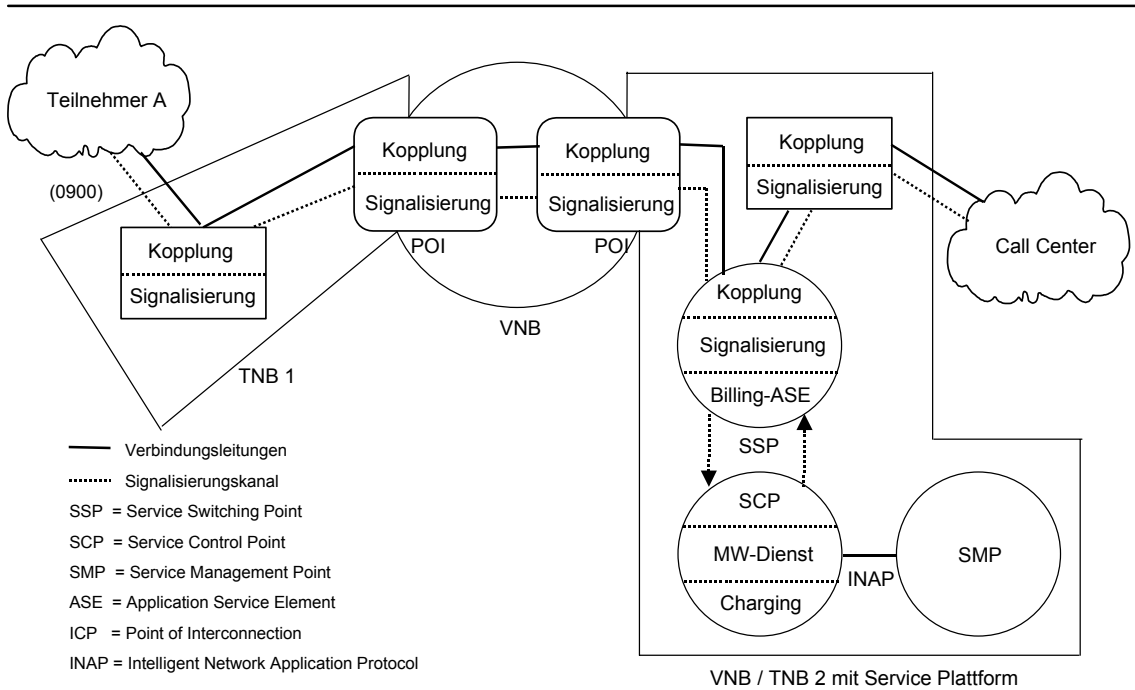 Teilnehmer A
(0900)
Kopplung
Signalisierung
TNB 1
Kopplung
Signalisierung
POI
Kopplung
Signalisierung
POI
VNB
Kopplung
Signalisierung
Call Center
Kopplung
Signalisierung
Billing-ASE
SSP
SCP
MW-Dienst
Charging
INAP
SMP
VNB / TNB 2 mit Service Plattform
Verbindungsleitungen
Signalisierungskanal
SSP = Service Switching Point
SCP = Service Control Point
SMP = Service Management Point
ASE = Application Service Element
ICP = Point of Interconnection
INAP = Intelligent Network Application Protocol